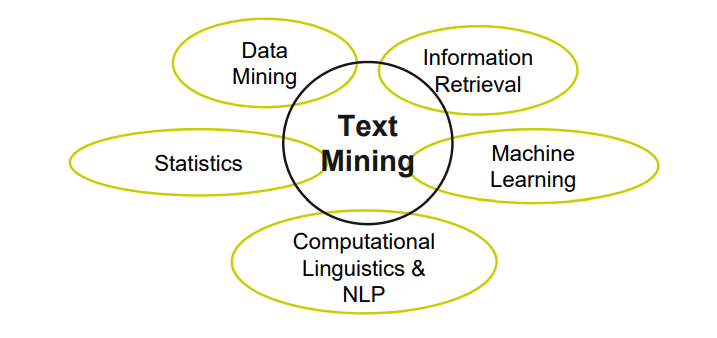 Data
Mining
Information
Retrieval
Text
Mining
Statistics
Machine
Learning
Computational
Linguistics &
NLP